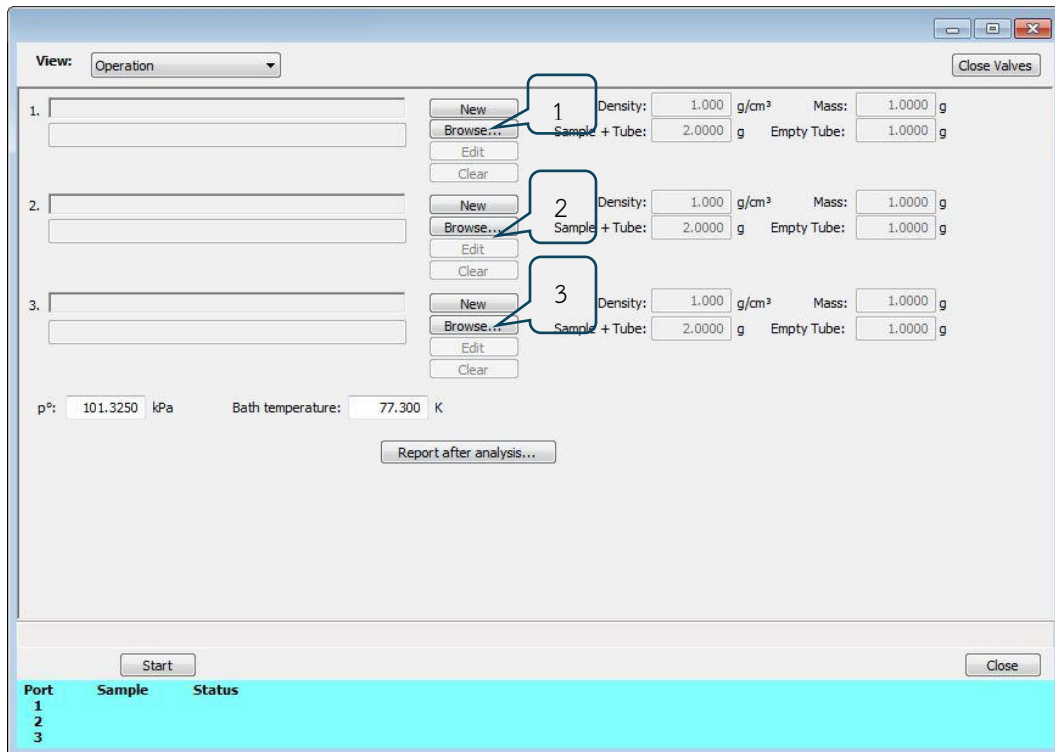 View: Operation Close Valves
1. New 1 Density: 1.000 g/cm³ Mass: 1.0000 g
Browse... Sample + Tube: 2.0000 g Empty Tube: 1.0000 g
Edit
Clear
2. New 2 Density: 1.000 g/cm³ Mass: 1.0000 g
Browse... Sample + Tube: 2.0000 g Empty Tube: 1.0000 g
Edit
Clear
3. New 3 Density: 1.000 g/cm³ Mass: 1.0000 g
Browse... Sample + Tube: 2.0000 g Empty Tube: 1.0000 g
Edit
Clear
p°: 101.3250 kPa Bath temperature: 77.300 K
Report after analysis...
Start Close
Port Sample Status
1
2
3